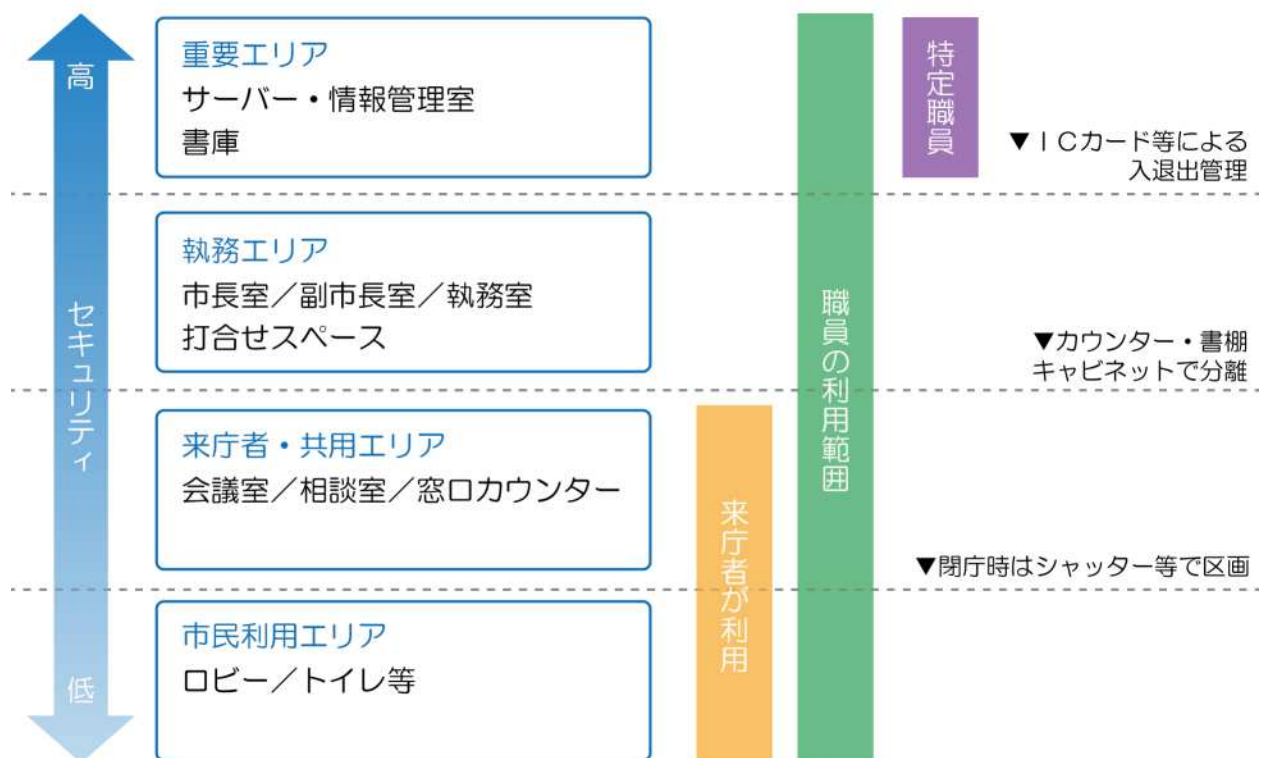 高
セキュリティ
低
重要エリア
サーバー・情報管理室
書庫
執務エリア
市長室／副市長室／執務室
打合せスペース
来庁者・共用エリア
会議室／相談室／窓口カウンター
市民利用エリア
ロビー／トイレ等
来庁者が利用
職員の利用範囲
特定職員
▼ＩＣカード等による
入退出管理
▼カウンター・書棚
キャビネットで分離
▼閉庁時はシャッター等で区画